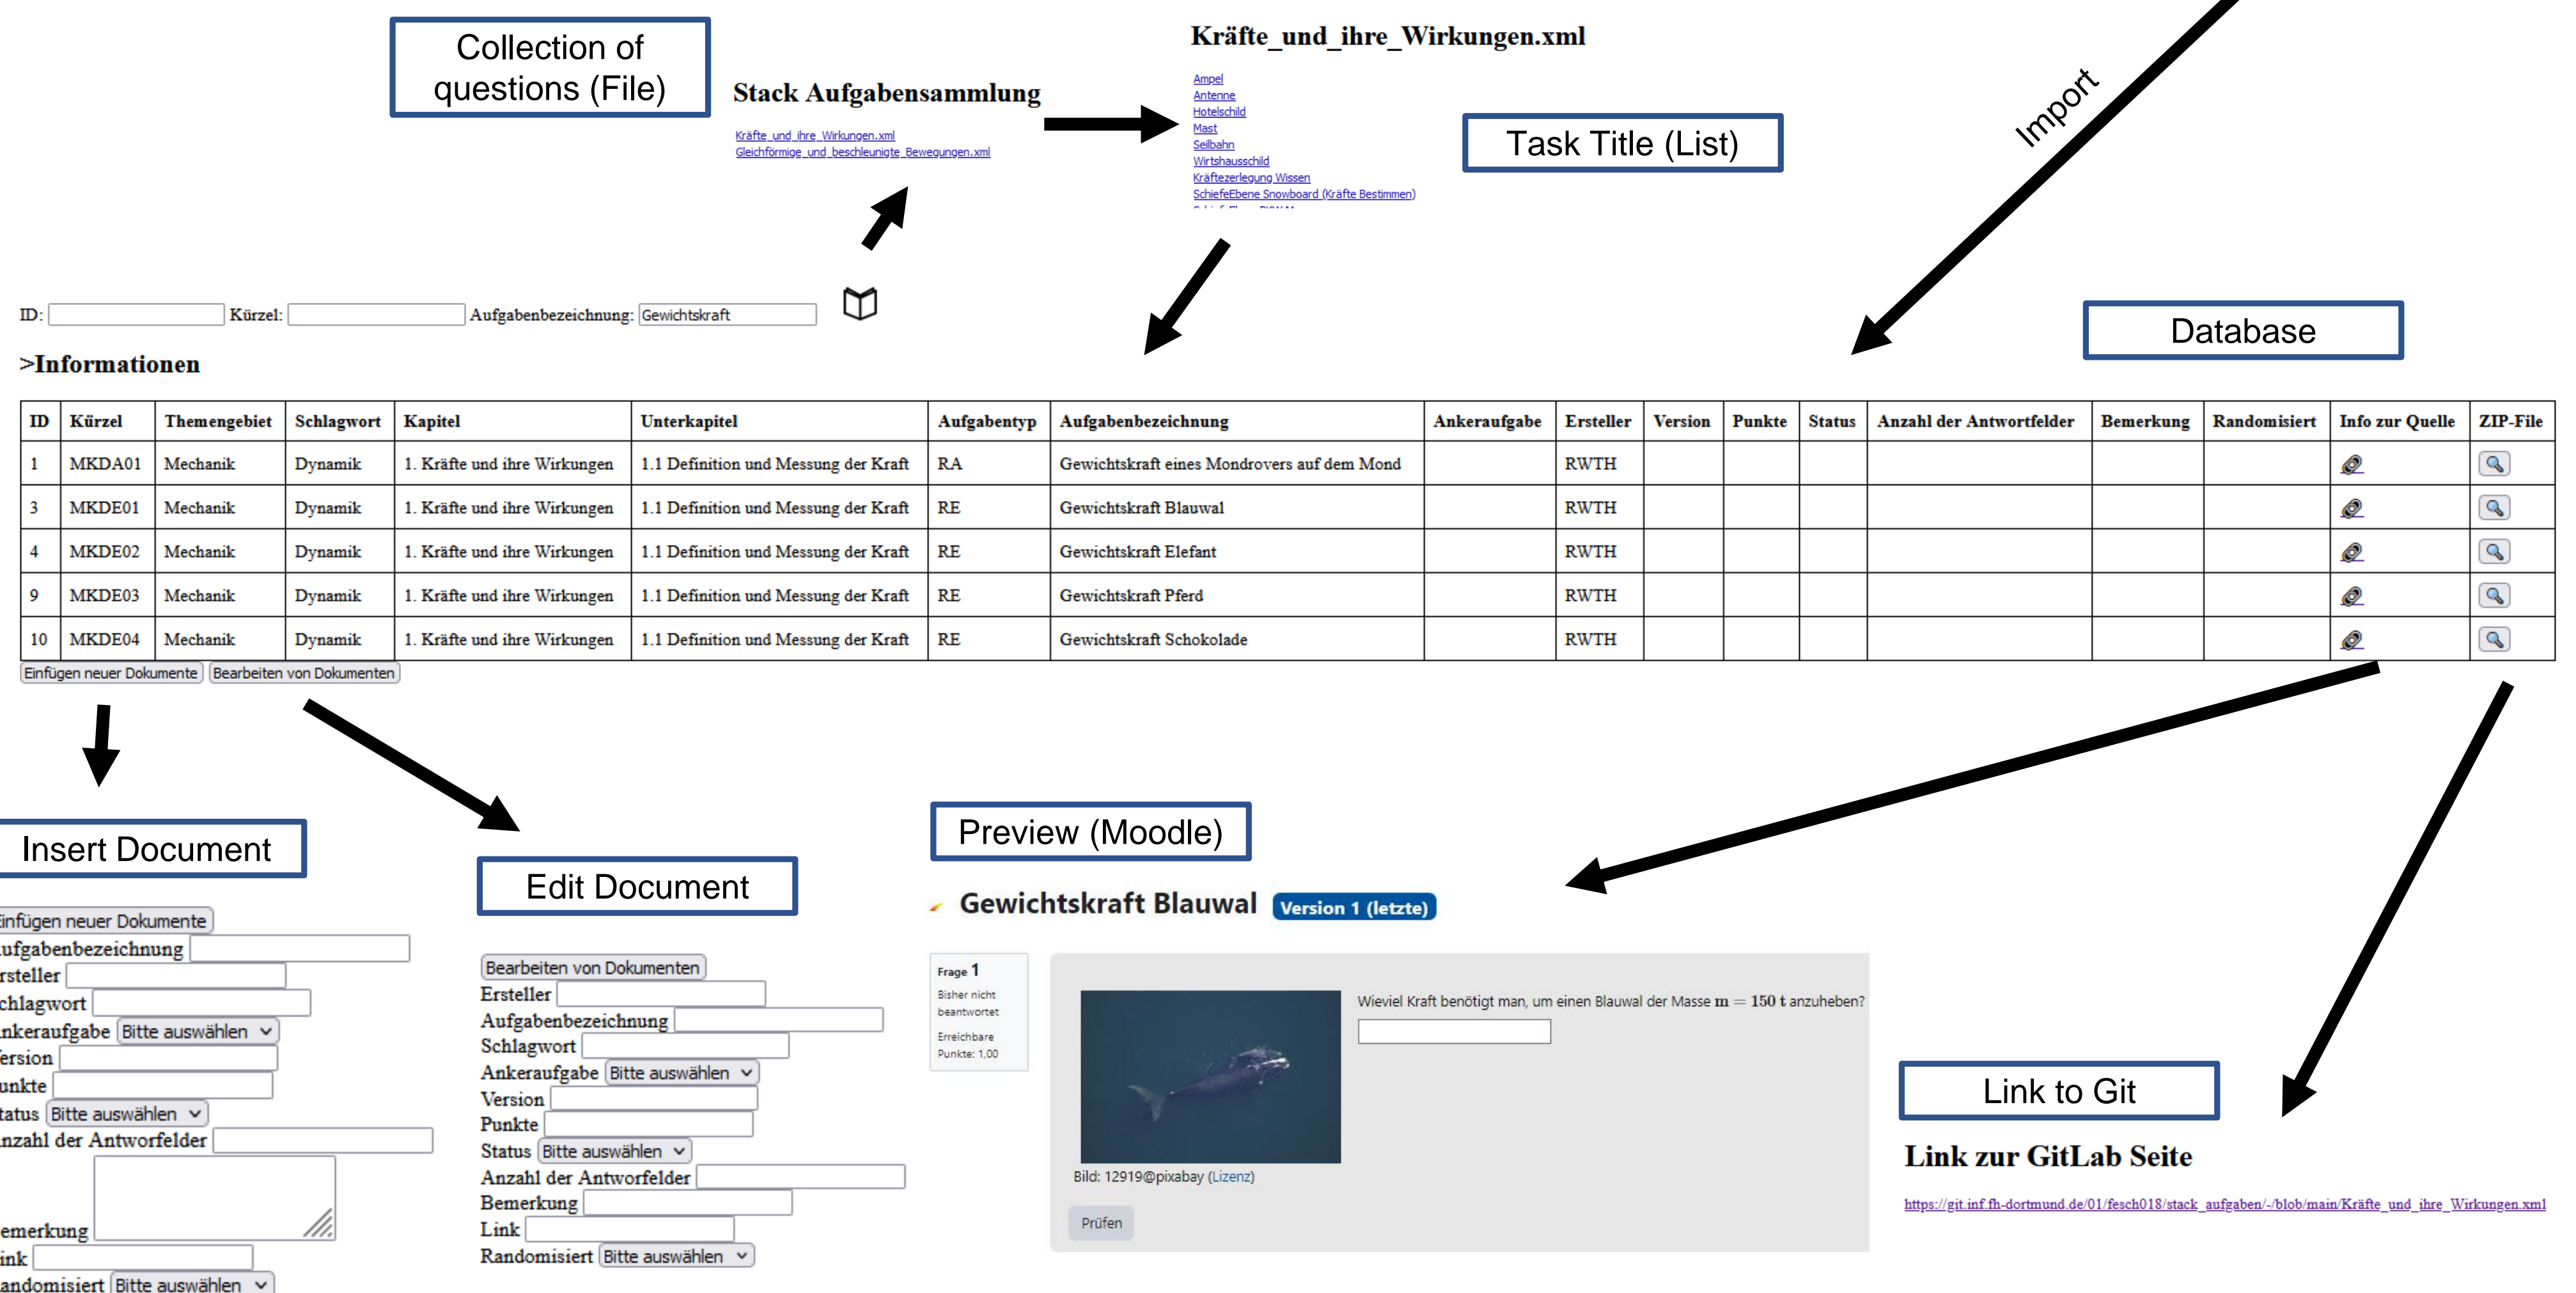 Collection of
questions (File)
Stack Aufgabensammlung
Kräfte_und_ihre_Wirkungen.xml
Gleichförmige_und_beschleunigte_Bewegungen.xml
Kräfte_und_ihre_Wirkungen.xml
Ampel
Antenne
Hotelschild
Mast
Seilbahn
Wirtshausschild
Kräftezerlegung Wissen
SchiefeEbene Snowboard (Kräfte Bestimmen)
Task Title (List)
Import
ID: Kürzel: Aufgabenbezeichnung: Gewichtskraft
Database
>Informationen
ID Kürzel Themengebiet Schlagwort Kapitel Unterkapitel Aufgabentyp Aufgabenbezeichnung Ankeraufgabe Ersteller Version Punkte Status Anzahl der Antwortfelder Bemerkung Randomisiert Info zur Quelle ZIP-File
1 MKDA01 Mechanik Dynamik 1. Kräfte und ihre Wirkungen 1.1 Definition und Messung der Kraft RA Gewichtskraft eines Mondrovers auf dem Mond RWTH
3 MKDE01 Mechanik Dynamik 1. Kräfte und ihre Wirkungen 1.1 Definition und Messung der Kraft RE Gewichtskraft Blauwal RWTH
4 MKDE02 Mechanik Dynamik 1. Kräfte und ihre Wirkungen 1.1 Definition und Messung der Kraft RE Gewichtskraft Elefant RWTH
9 MKDE03 Mechanik Dynamik 1. Kräfte und ihre Wirkungen 1.1 Definition und Messung der Kraft RE Gewichtskraft Pferd RWTH
10 MKDE04 Mechanik Dynamik 1. Kräfte und ihre Wirkungen 1.1 Definition und Messung der Kraft RE Gewichtskraft Schokolade RWTH
Einfügen neuer Dokumente Bearbeiten von Dokumenten
Insert Document
infügen neuer Dokumente
ufgabenbezeichnung
rsteller
chlagwort
nkeraufgabe Bitte auswählen
ersion
unkte
tatus Bitte auswählen
nzahl der Antworfelder
emerkung
ink
andomisiert Bitte auswählen
Edit Document
Bearbeiten von Dokumenten
Ersteller
Aufgabenbezeichnung
Schlagwort
Ankeraufgabe Bitte auswählen
Version
Punkte
Status Bitte auswählen
Anzahl der Antworfelder
Bemerkung
Link
Randomisiert Bitte auswählen
Preview (Moodle)
Gewichtskraft Blauwal Version 1 (letzte)
Frage 1
Bisher nicht
beantwortet
Erreichbare
Punkte: 1,00
Wieviel Kraft benötigt man, um einen Blauwal der Masse m = 150 t anzuheben?
Bild: 12919@pixabay (Lizenz)
Prüfen
Link to Git
Link zur GitLab Seite
https://git.inf.fh-dortmund.de/01/fesch018/stack_aufgaben/-/blob/main/Kräfte_und_ihre_Wirkungen.xml